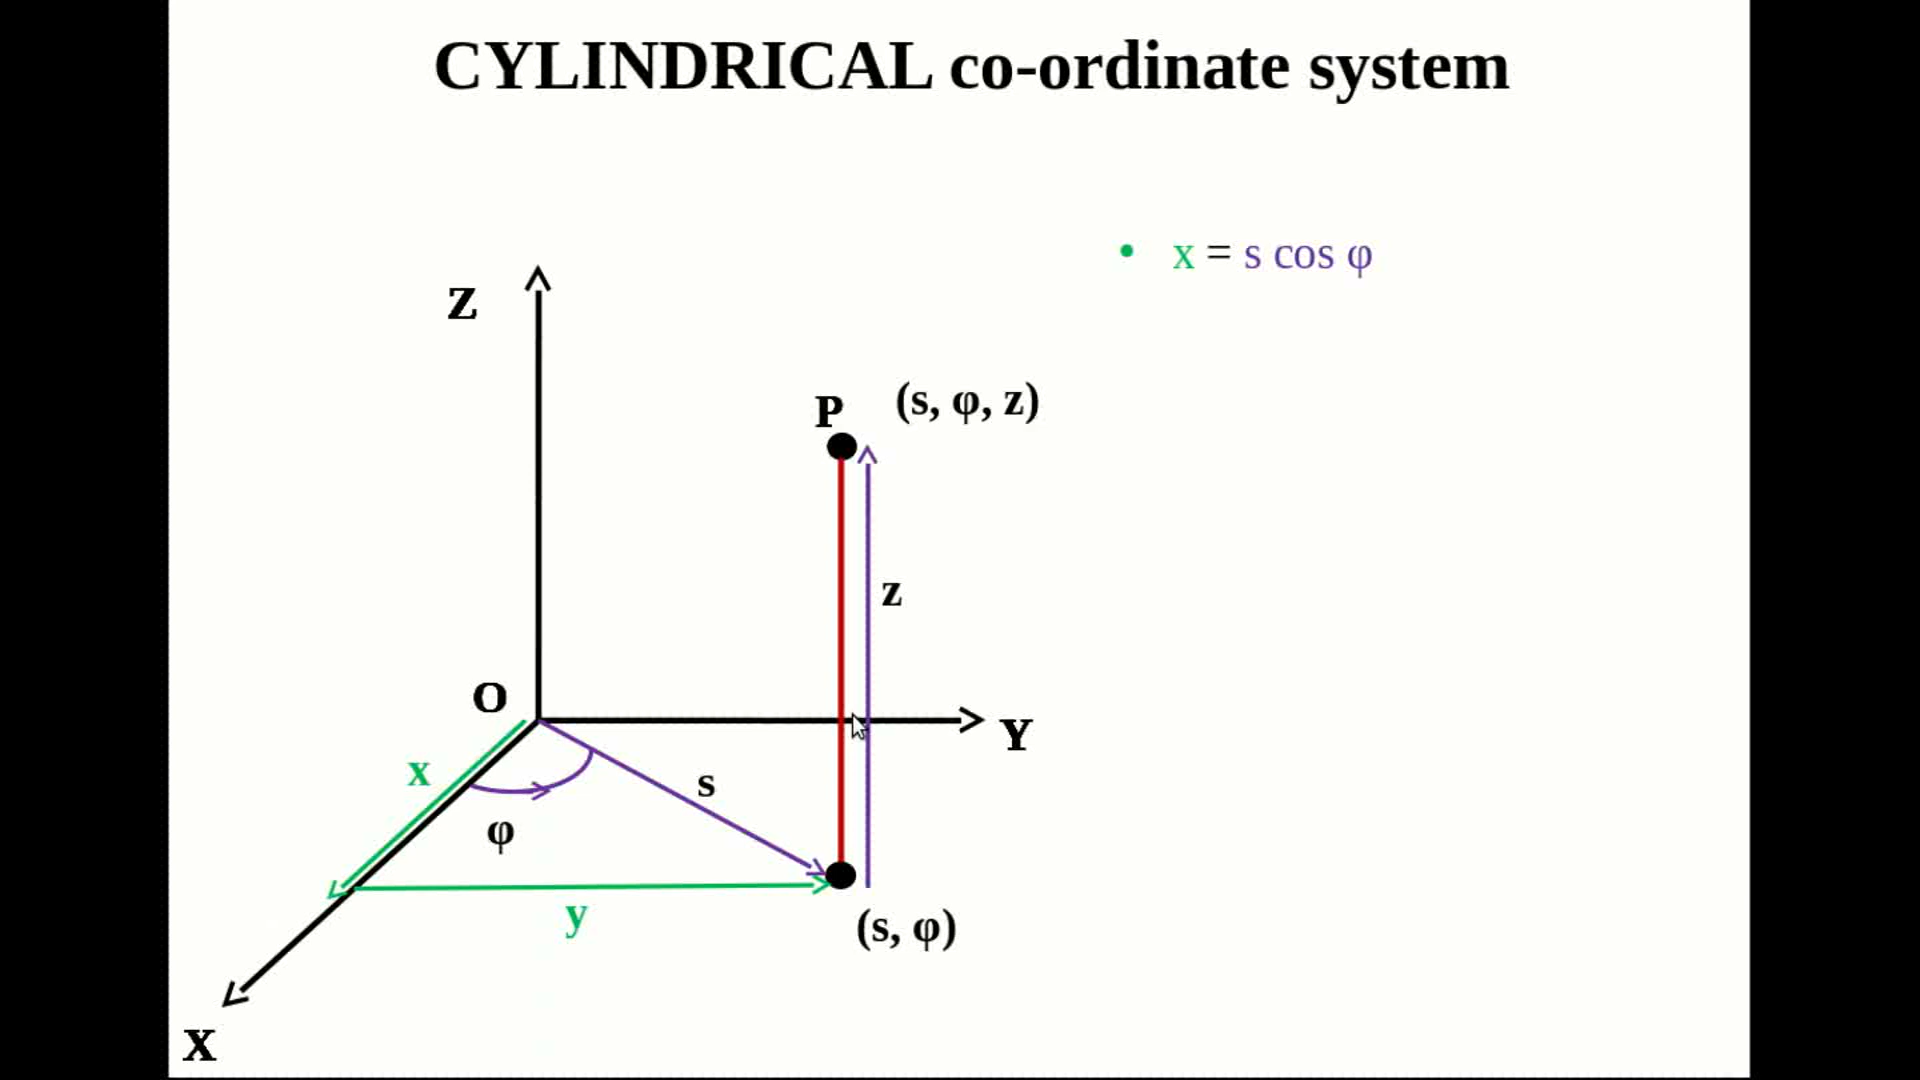 CYLINDRICAL co-ordinate system
• x = s cos φ
Z
P (s, φ, z)
z
O
Y
x
s
φ
y
(s, φ)
X